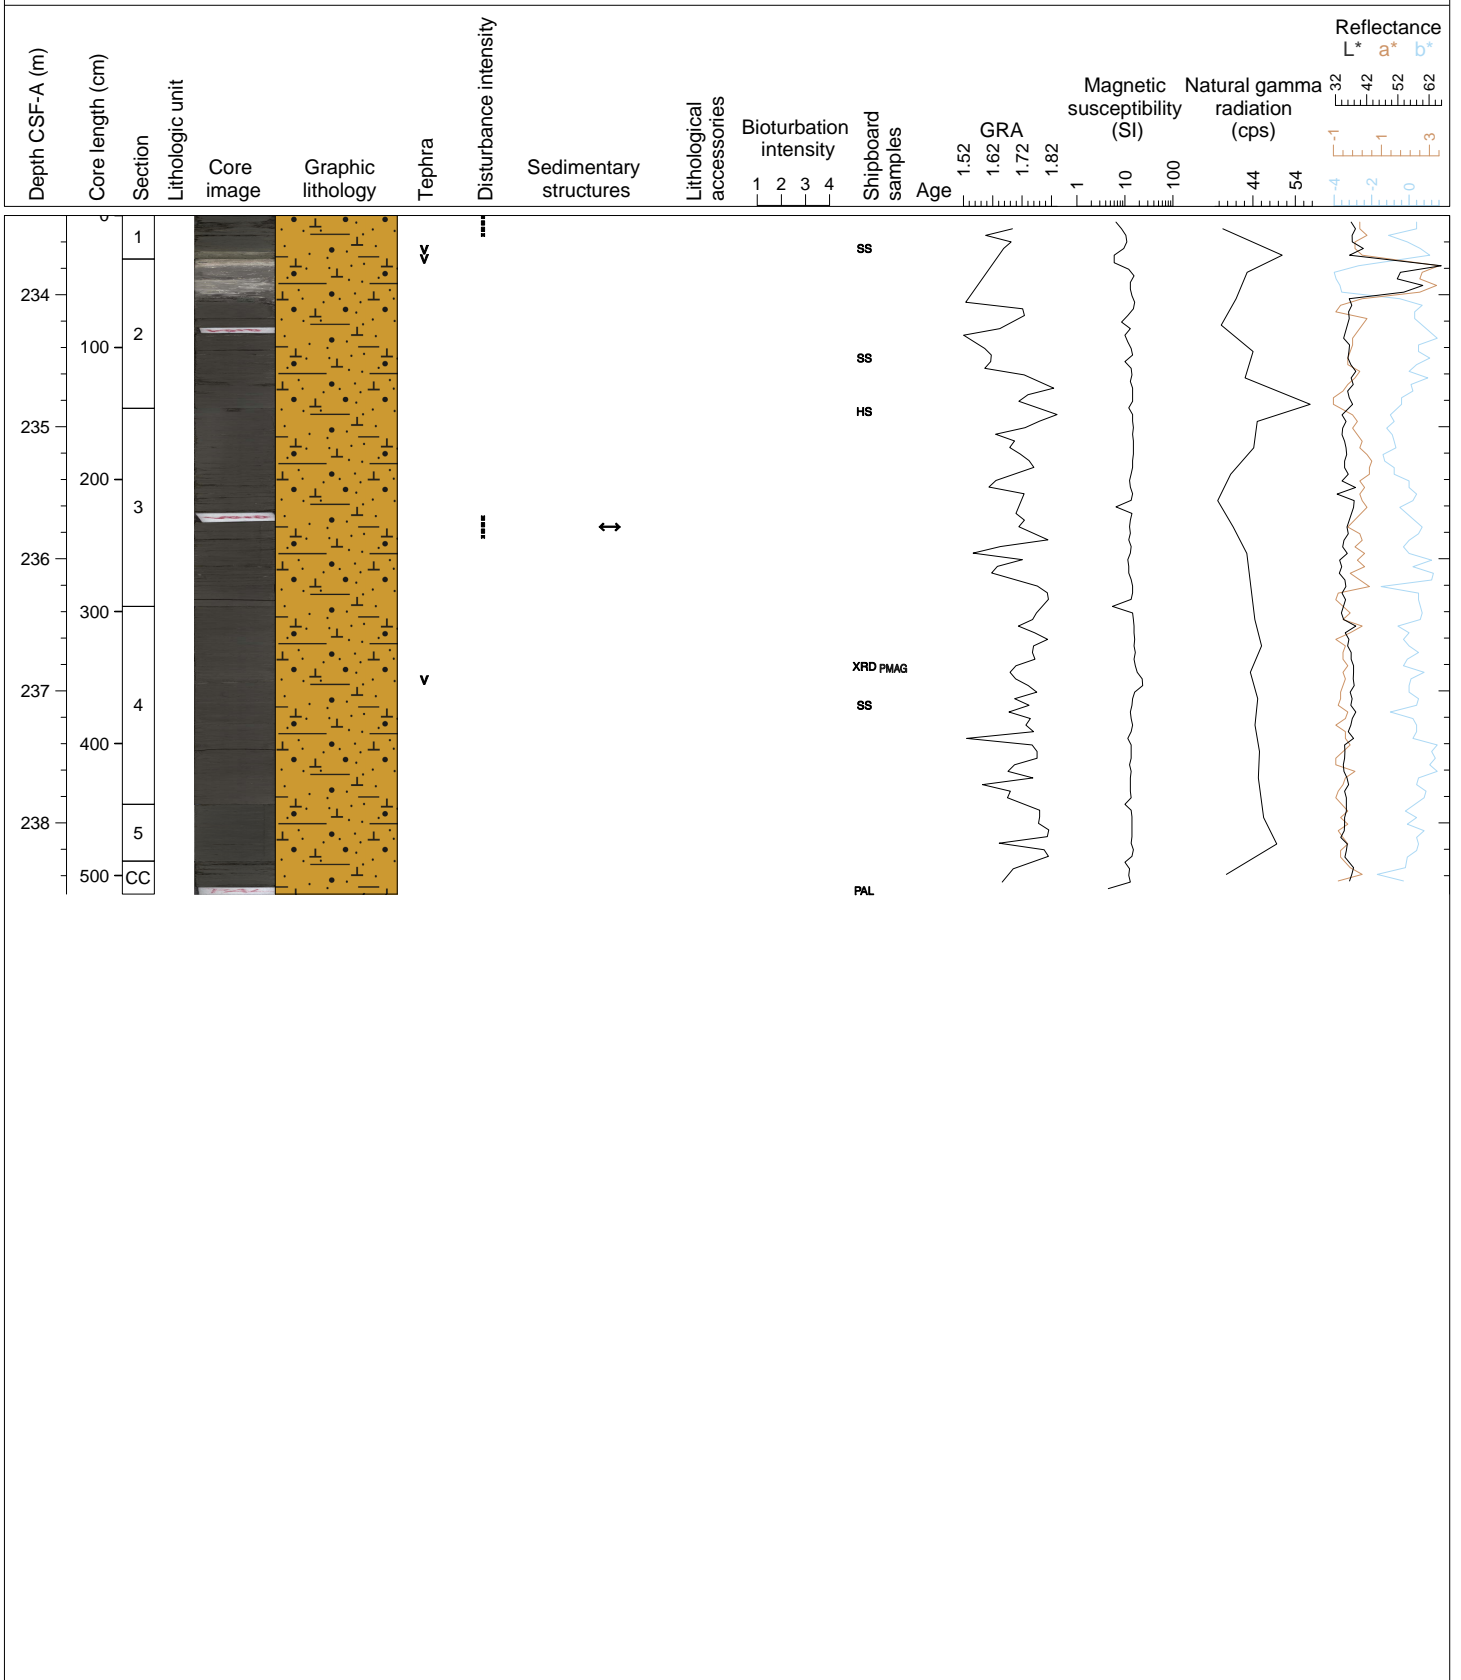 Depth CSF-A (m)
Core length (cm)
Section
Lithologic unit
Core
image
Graphic
lithology
Tephra
Disturbance intensity
Sedimentary
structures
Lithological
accessories
Bioturbation
intensity
1 2 3 4
Shipboard
samples
Age
GRA
1.52 1.62 1.72 1.82
Magnetic
susceptibility
(SI)
1 10 100
Natural gamma
radiation
(cps)
44 54
Reflectance
L* a* b*
32 42 52 62
-1 1 3
-4 -2 0
0
1
V
V
SS
234
2
100
SS
HS
235
200
3
236
300
XRD PMAG
V
237
4
SS
400
238
5
500
CC
PAL